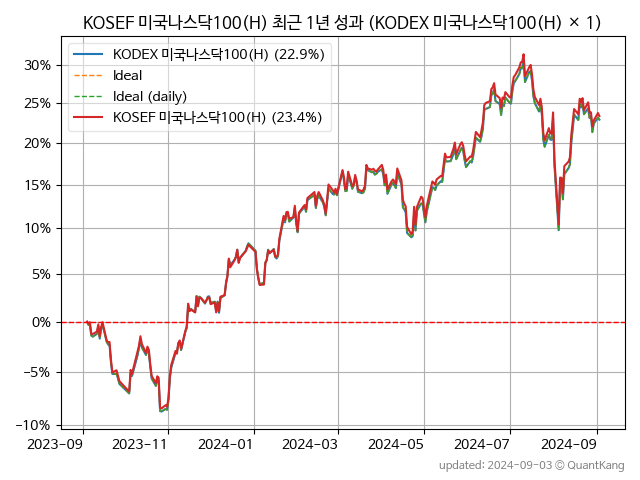 KOSEF 미국나스닥100(H) 최근 1년 성과 (KODEX 미국나스닥100(H) × 1)
KODEX 미국나스닥100(H) (22.9%)
Ideal
Ideal (daily)
KOSEF 미국나스닥100(H) (23.4%)
30%
25%
20%
15%
10%
5%
0%
−5%
−10%
2023-09
2023-11
2024-01
2024-03
2024-05
2024-07
2024-09
updated: 2024-09-03 © QuantKang